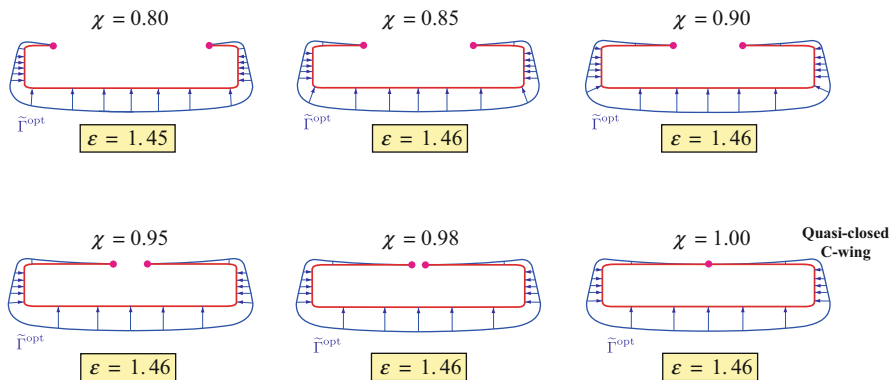 χ = 0.80
χ = 0.85
χ = 0.90
Γ̃opt
ε = 1.45
Γ̃opt
ε = 1.46
Γ̃opt
ε = 1.46
χ = 0.95
χ = 0.98
χ = 1.00
Quasi-closed
C-wing
Γ̃opt
ε = 1.46
Γ̃opt
ε = 1.46
Γ̃opt
ε = 1.46